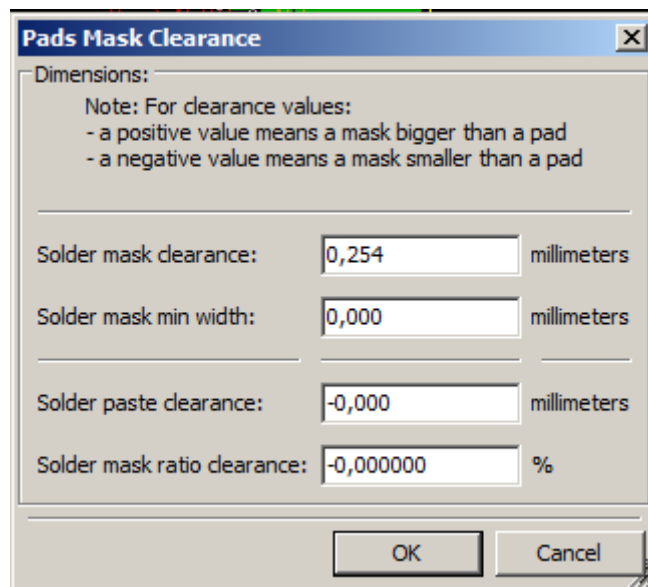 Pads Mask Clearance
Dimensions:
Note: For clearance values:
- a positive value means a mask bigger than a pad
- a negative value means a mask smaller than a pad
Solder mask clearance: 0,254 millimeters
Solder mask min width: 0,000 millimeters
Solder paste clearance: -0,000 millimeters
Solder mask ratio clearance: -0,000000 %
OK Cancel